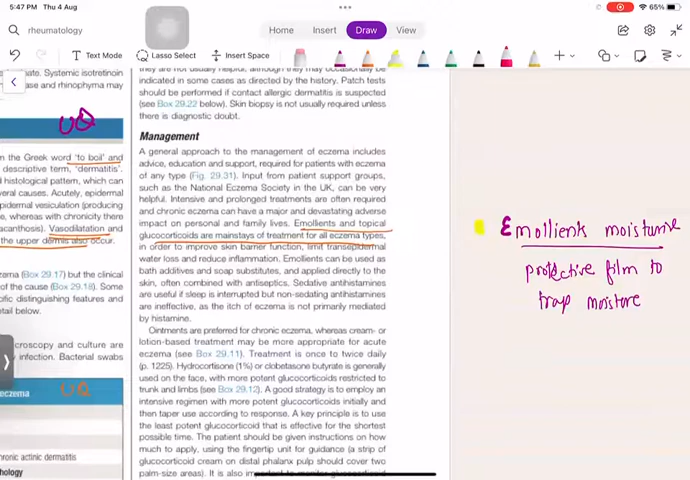 5:47 PM Thu 4 Aug
65%
rheumatology
Home Insert Draw View
Text Mode Lasso Select Insert Space
Systemic isotretinoin
ase and rhinophyma may
UQ
m the Greek word 'to boil' and
descriptive term, 'dermatitis'.
d histological pattern, which can
veral causes. Acutely, epidermal
pidermal vesiculation (producing
e, whereas with chronicity there
acanthosis). Vasodilatation and
the upper dermis also occur.
ema (Box 29.17) but the clinical
of the cause (Box 29.18). Some
ific distinguishing features and
tail below.
croscopy and culture are
infection. Bacterial swabs
eczema UQ
hronic actinic dermatitis
hology
they are not usually helpful, although they may occasionally be
indicated in some cases as directed by the history. Patch tests
should be performed if contact allergic dermatitis is suspected
(see Box 29.22 below). Skin biopsy is not usually required unless
there is diagnostic doubt.
Management
A general approach to the management of eczema includes
advice, education and support, required for patients with eczema
of any type (Fig. 29.31). Input from patient support groups,
such as the National Eczema Society in the UK, can be very
helpful. Intensive and prolonged treatments are often required
and chronic eczema can have a major and devastating adverse
impact on personal and family lives. Emollients and topical
glucocorticoids are mainstays of treatment for all eczema types,
in order to improve skin barrier function, limit transepidermal
water loss and reduce inflammation. Emollients can be used as
bath additives and soap substitutes, and applied directly to the
skin, often combined with antiseptics. Sedative antihistamines
are useful if sleep is interrupted but non-sedating antihistamines
are ineffective, as the itch of eczema is not primarily mediated
by histamine.
Ointments are preferred for chronic eczema, whereas cream- or
lotion-based treatment may be more appropriate for acute
eczema (see Box 29.11). Treatment is once to twice daily
(p. 1225). Hydrocortisone (1%) or clobetasone butyrate is generally
used on the face, with more potent glucocorticoids restricted to
trunk and limbs (see Box 29.12). A good strategy is to employ an
intensive regimen with more potent glucocorticoids initially and
then taper use according to response. A key principle is to use
the least potent glucocorticoid that is effective for the shortest
possible time. The patient should be given instructions on how
much to apply, using the fingertip unit for guidance (a strip of
glucocorticoid cream on distal phalanx pulp should cover two
palm-size areas). It is also important to monitor glucocorticoid
Emollients moisturise
protective film to
trap moisture